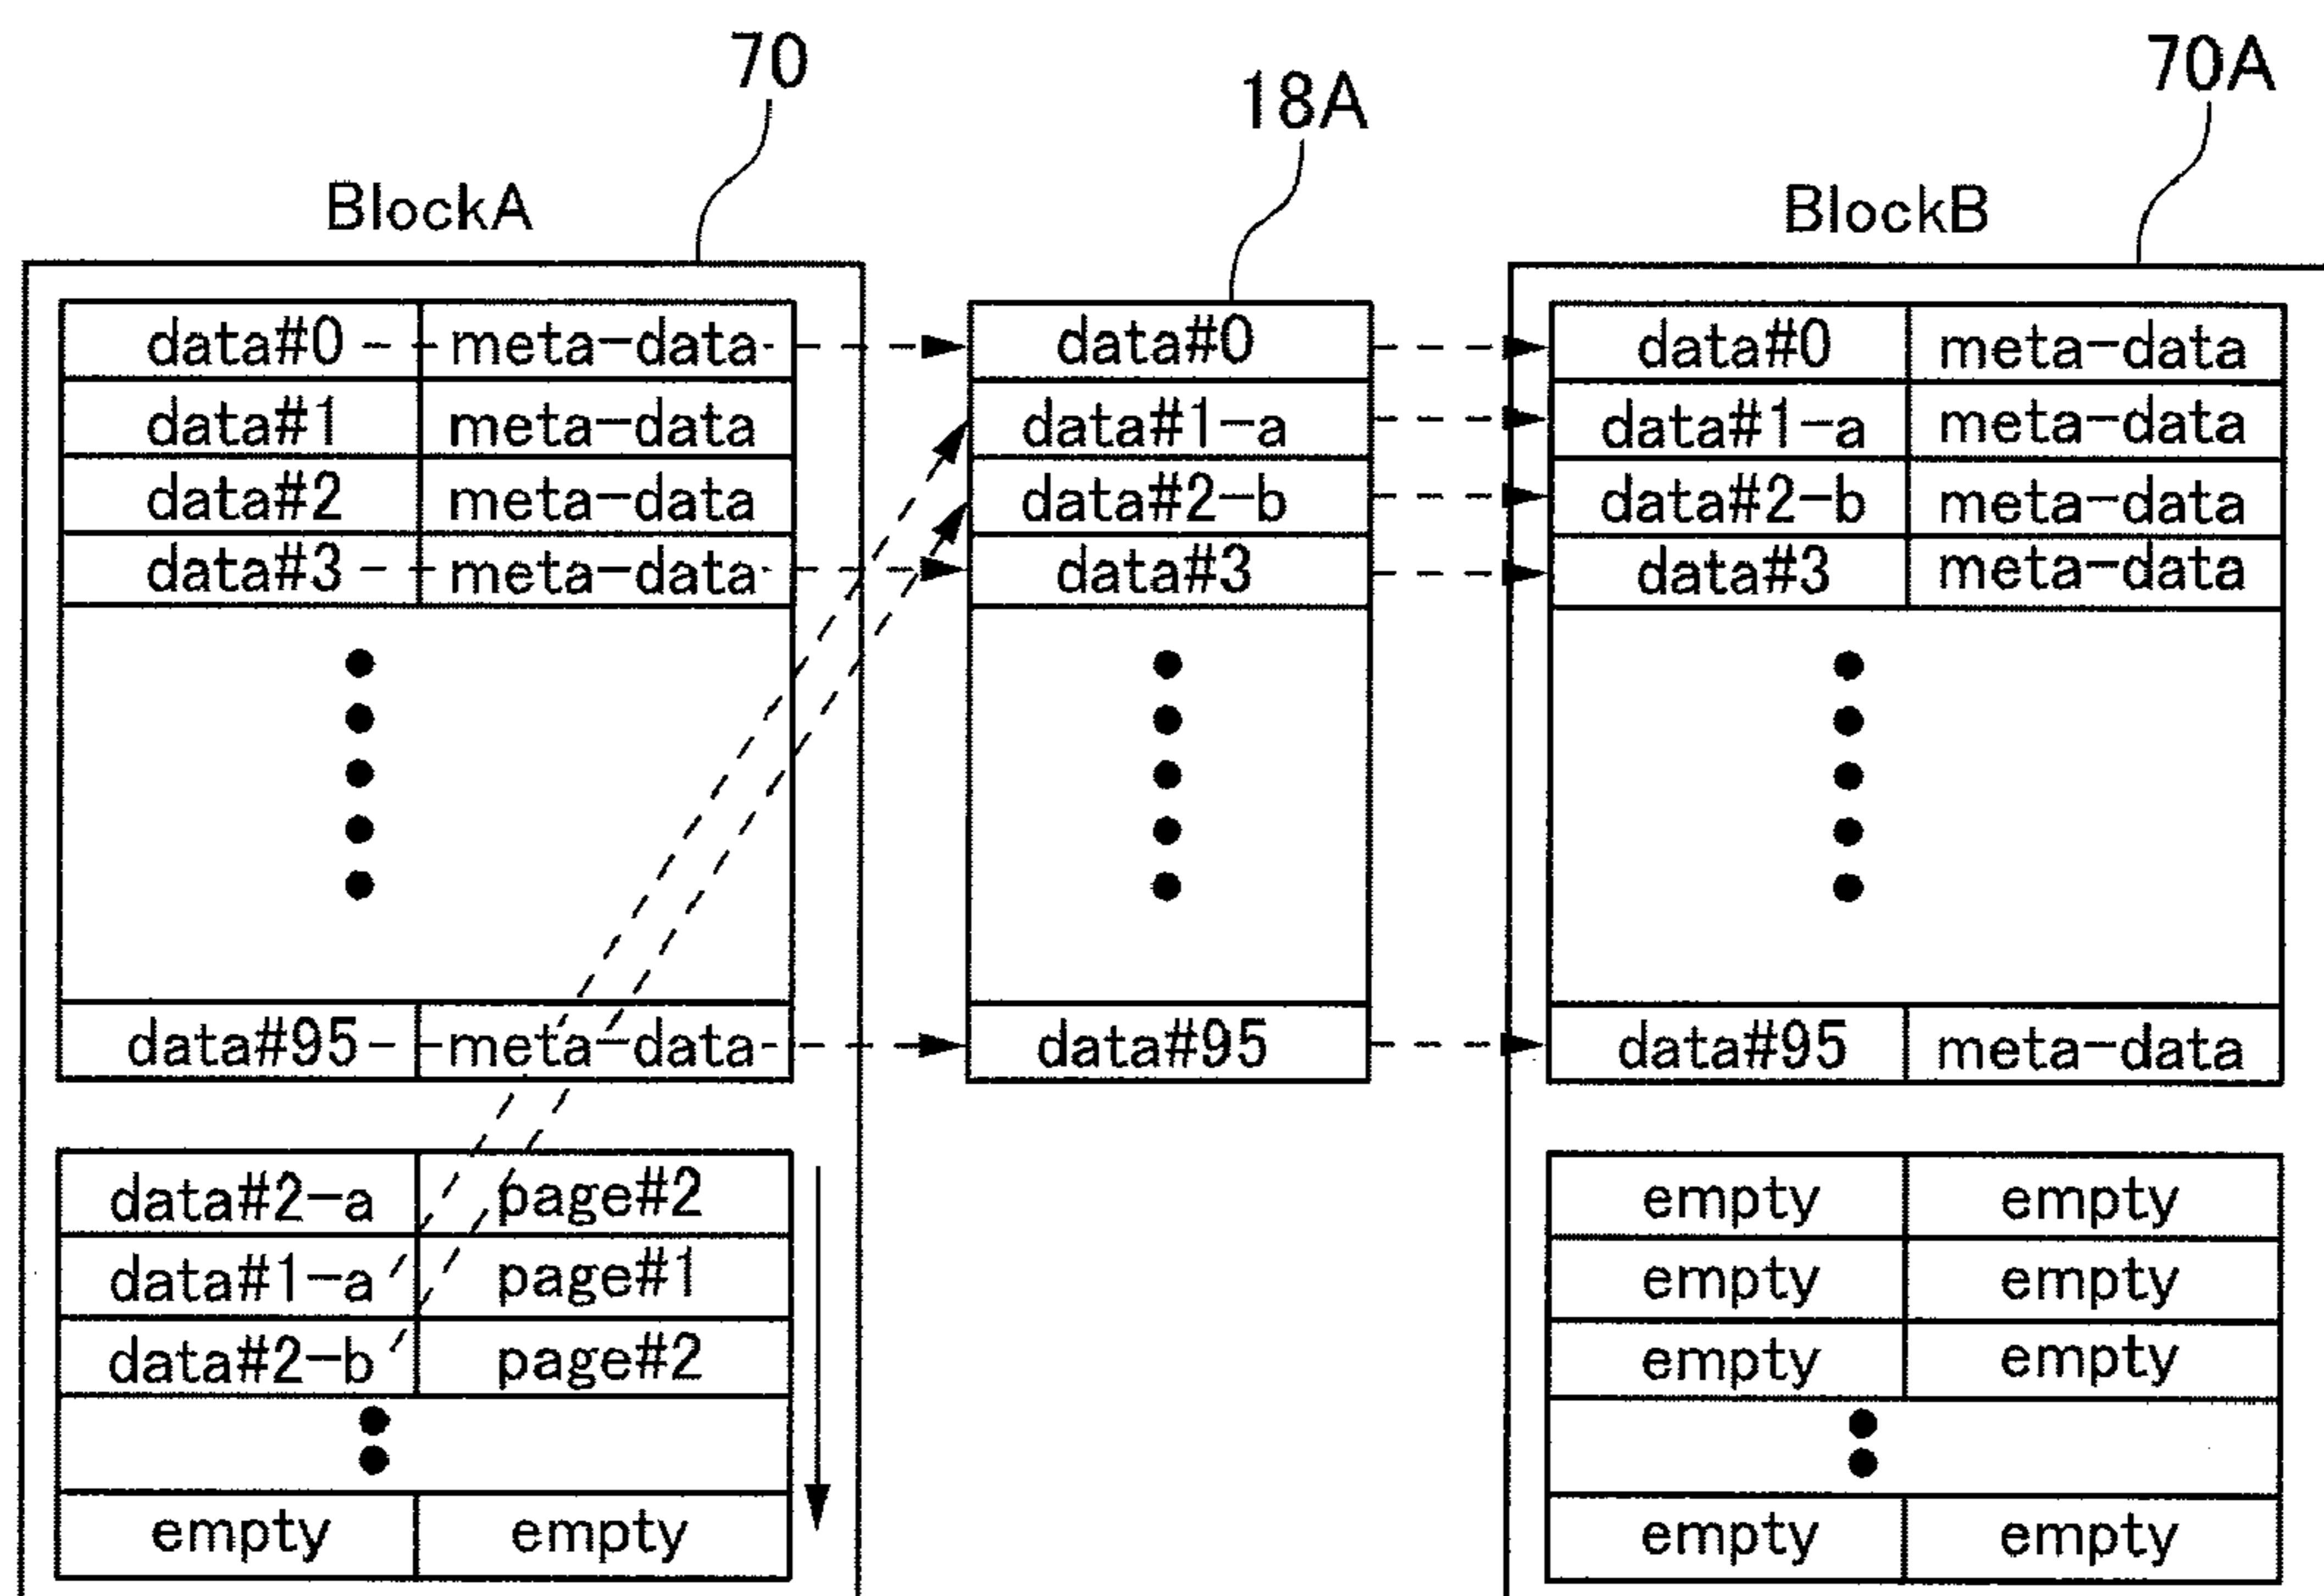 70
18A
70A
BlockA
BlockB
data#0 meta-data data#0 data#0 meta-data
data#1 meta-data data#1-a data#1-a meta-data
data#2 meta-data data#2-b data#2-b meta-data
data#3 meta-data data#3 data#3 meta-data
data#95 meta-data data#95 data#95 meta-data
data#2-a page#2 empty empty
data#1-a page#1 empty empty
data#2-b page#2 empty empty
empty empty empty empty